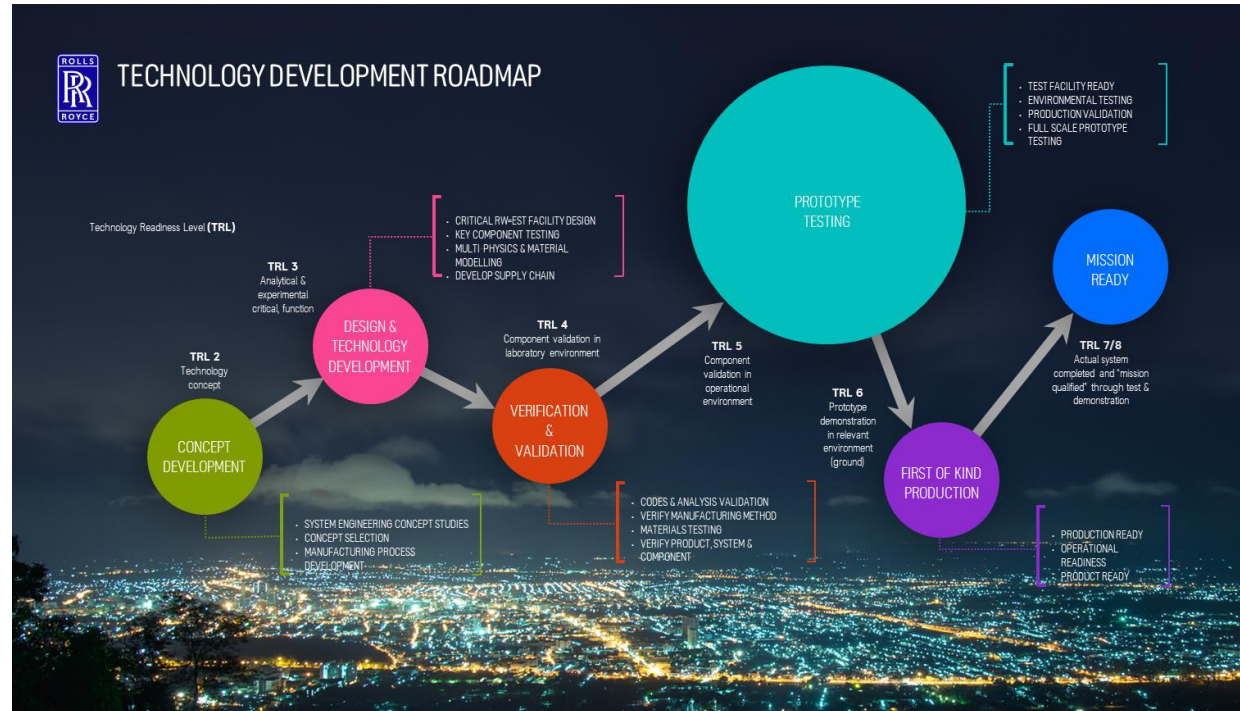 ROLLS
RR
ROYCE
TECHNOLOGY DEVELOPMENT ROADMAP
Technology Readiness Level (TRL)
TRL 2
Technology
concept
CONCEPT
DEVELOPMENT
• SYSTEM ENGINEERING CONCEPT STUDIES
• CONCEPT SELECTION
• MANUFACTURING PROCESS
DEVELOPMENT
TRL 3
Analytical &
experimental
critical, function
DESIGN &
TECHNOLOGY
DEVELOPMENT
• CRITICAL RW=EST FACILITY DESIGN
• KEY COMPONENT TESTING
• MULTI PHYSICS & MATERIAL
MODELLING
• DEVELOP SUPPLY CHAIN
TRL 4
Component validation in
laboratory environment
VERIFICATION
&
VALIDATION
• CODES & ANALYSIS VALIDATION
• VERIFY MANUFACTURING METHOD
• MATERIALS TESTING
• VERIFY PRODUCT, SYSTEM &
COMPONENT
TRL 5
Component
validation in
operational
environment
PROTOTYPE
TESTING
• TEST FACILITY READY
• ENVIRONMENTAL TESTING
• PRODUCTION VALIDATION
• FULL SCALE PROTOTYPE
TESTING
TRL 6
Prototype
demonstration
in relevant
environment
(ground)
FIRST OF KIND
PRODUCTION
• PRODUCTION READY
• OPERATIONAL
READINESS
• PRODUCT READY
TRL 7/8
Actual system
completed and "mission
qualified" through test &
demonstration
MISSION
READY